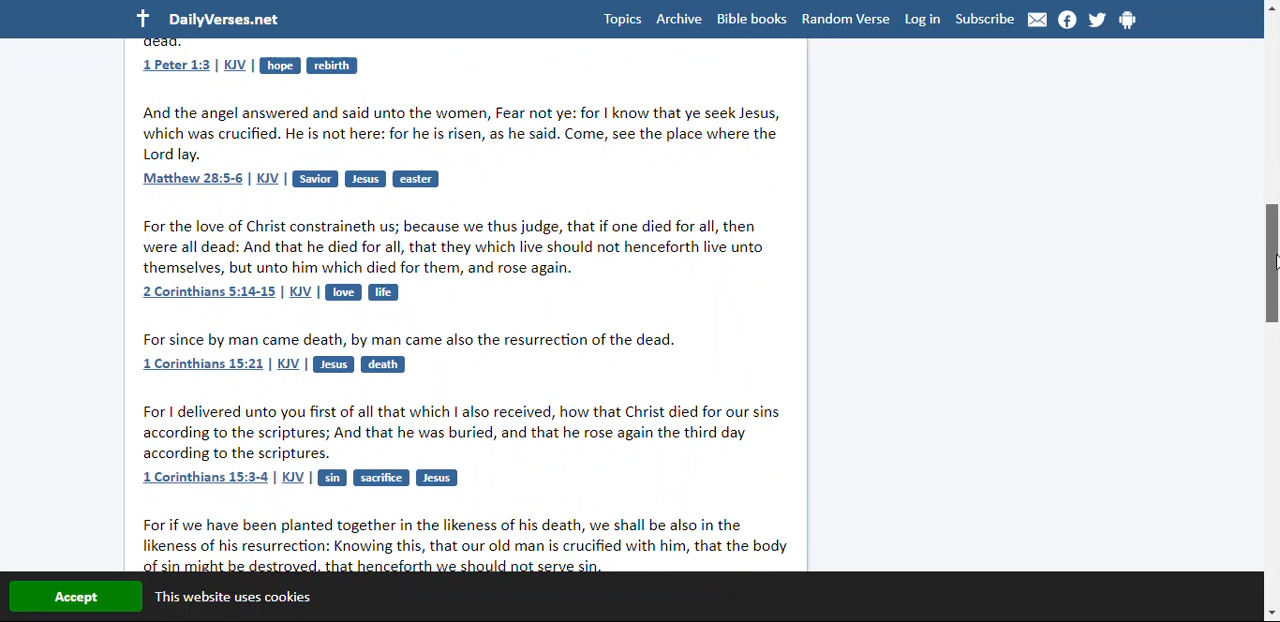 DailyVerses.net Topics Archive Bible books Random Verse Log in Subscribe
dead.
1 Peter 1:3 | KJV | hope rebirth
And the angel answered and said unto the women, Fear not ye: for I know that ye seek Jesus,
which was crucified. He is not here: for he is risen, as he said. Come, see the place where the
Lord lay.
Matthew 28:5-6 | KJV | Savior Jesus easter
For the love of Christ constraineth us; because we thus judge, that if one died for all, then
were all dead: And that he died for all, that they which live should not henceforth live unto
themselves, but unto him which died for them, and rose again.
2 Corinthians 5:14-15 | KJV | love life
For since by man came death, by man came also the resurrection of the dead.
1 Corinthians 15:21 | KJV | Jesus death
For I delivered unto you first of all that which I also received, how that Christ died for our sins
according to the scriptures; And that he was buried, and that he rose again the third day
according to the scriptures.
1 Corinthians 15:3-4 | KJV | sin sacrifice Jesus
For if we have been planted together in the likeness of his death, we shall be also in the
likeness of his resurrection: Knowing this, that our old man is crucified with him, that the body
of sin might be destroyed, that henceforth we should not serve sin.
Accept This website uses cookies